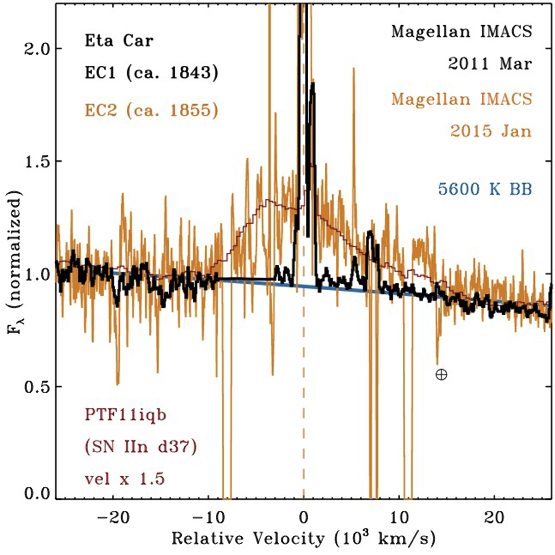 2.0
1.5
1.0
0.5
0.0
F_λ (normalized)
Eta Car
EC1 (ca. 1843)
EC2 (ca. 1855)
Magellan IMACS
2011 Mar
Magellan IMACS
2015 Jan
5600 K BB
⊕
PTF11iqb
(SN IIn d37)
vel x 1.5
−20 −10 0 10 20
Relative Velocity (10³ km/s)